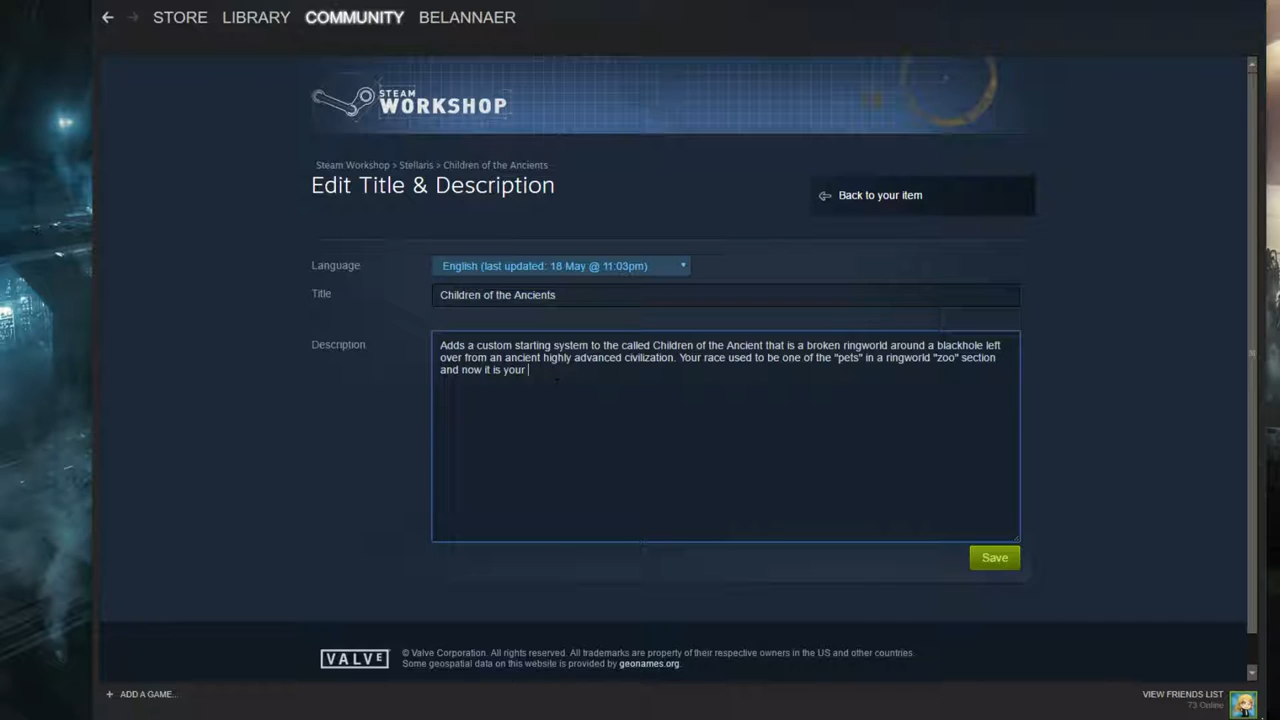 STORE LIBRARY COMMUNITY BELANNAER
STEAM
WORKSHOP
Steam Workshop > Stellaris > Children of the Ancients
Edit Title & Description
Back to your item
Language
English (last updated: 18 May @ 11:03pm)
Title
Children of the Ancients
Description
Adds a custom starting system to the called Children of the Ancient that is a broken ringworld around a blackhole left
over from an ancient highly advanced civilization. Your race used to be one of the "pets" in a ringworld "zoo" section
and now it is your
Save
VALVE
© Valve Corporation. All rights reserved. All trademarks are property of their respective owners in the US and other countries.
Some geospatial data on this website is provided by geonames.org.
+ ADD A GAME...
VIEW FRIENDS LIST
73 Online